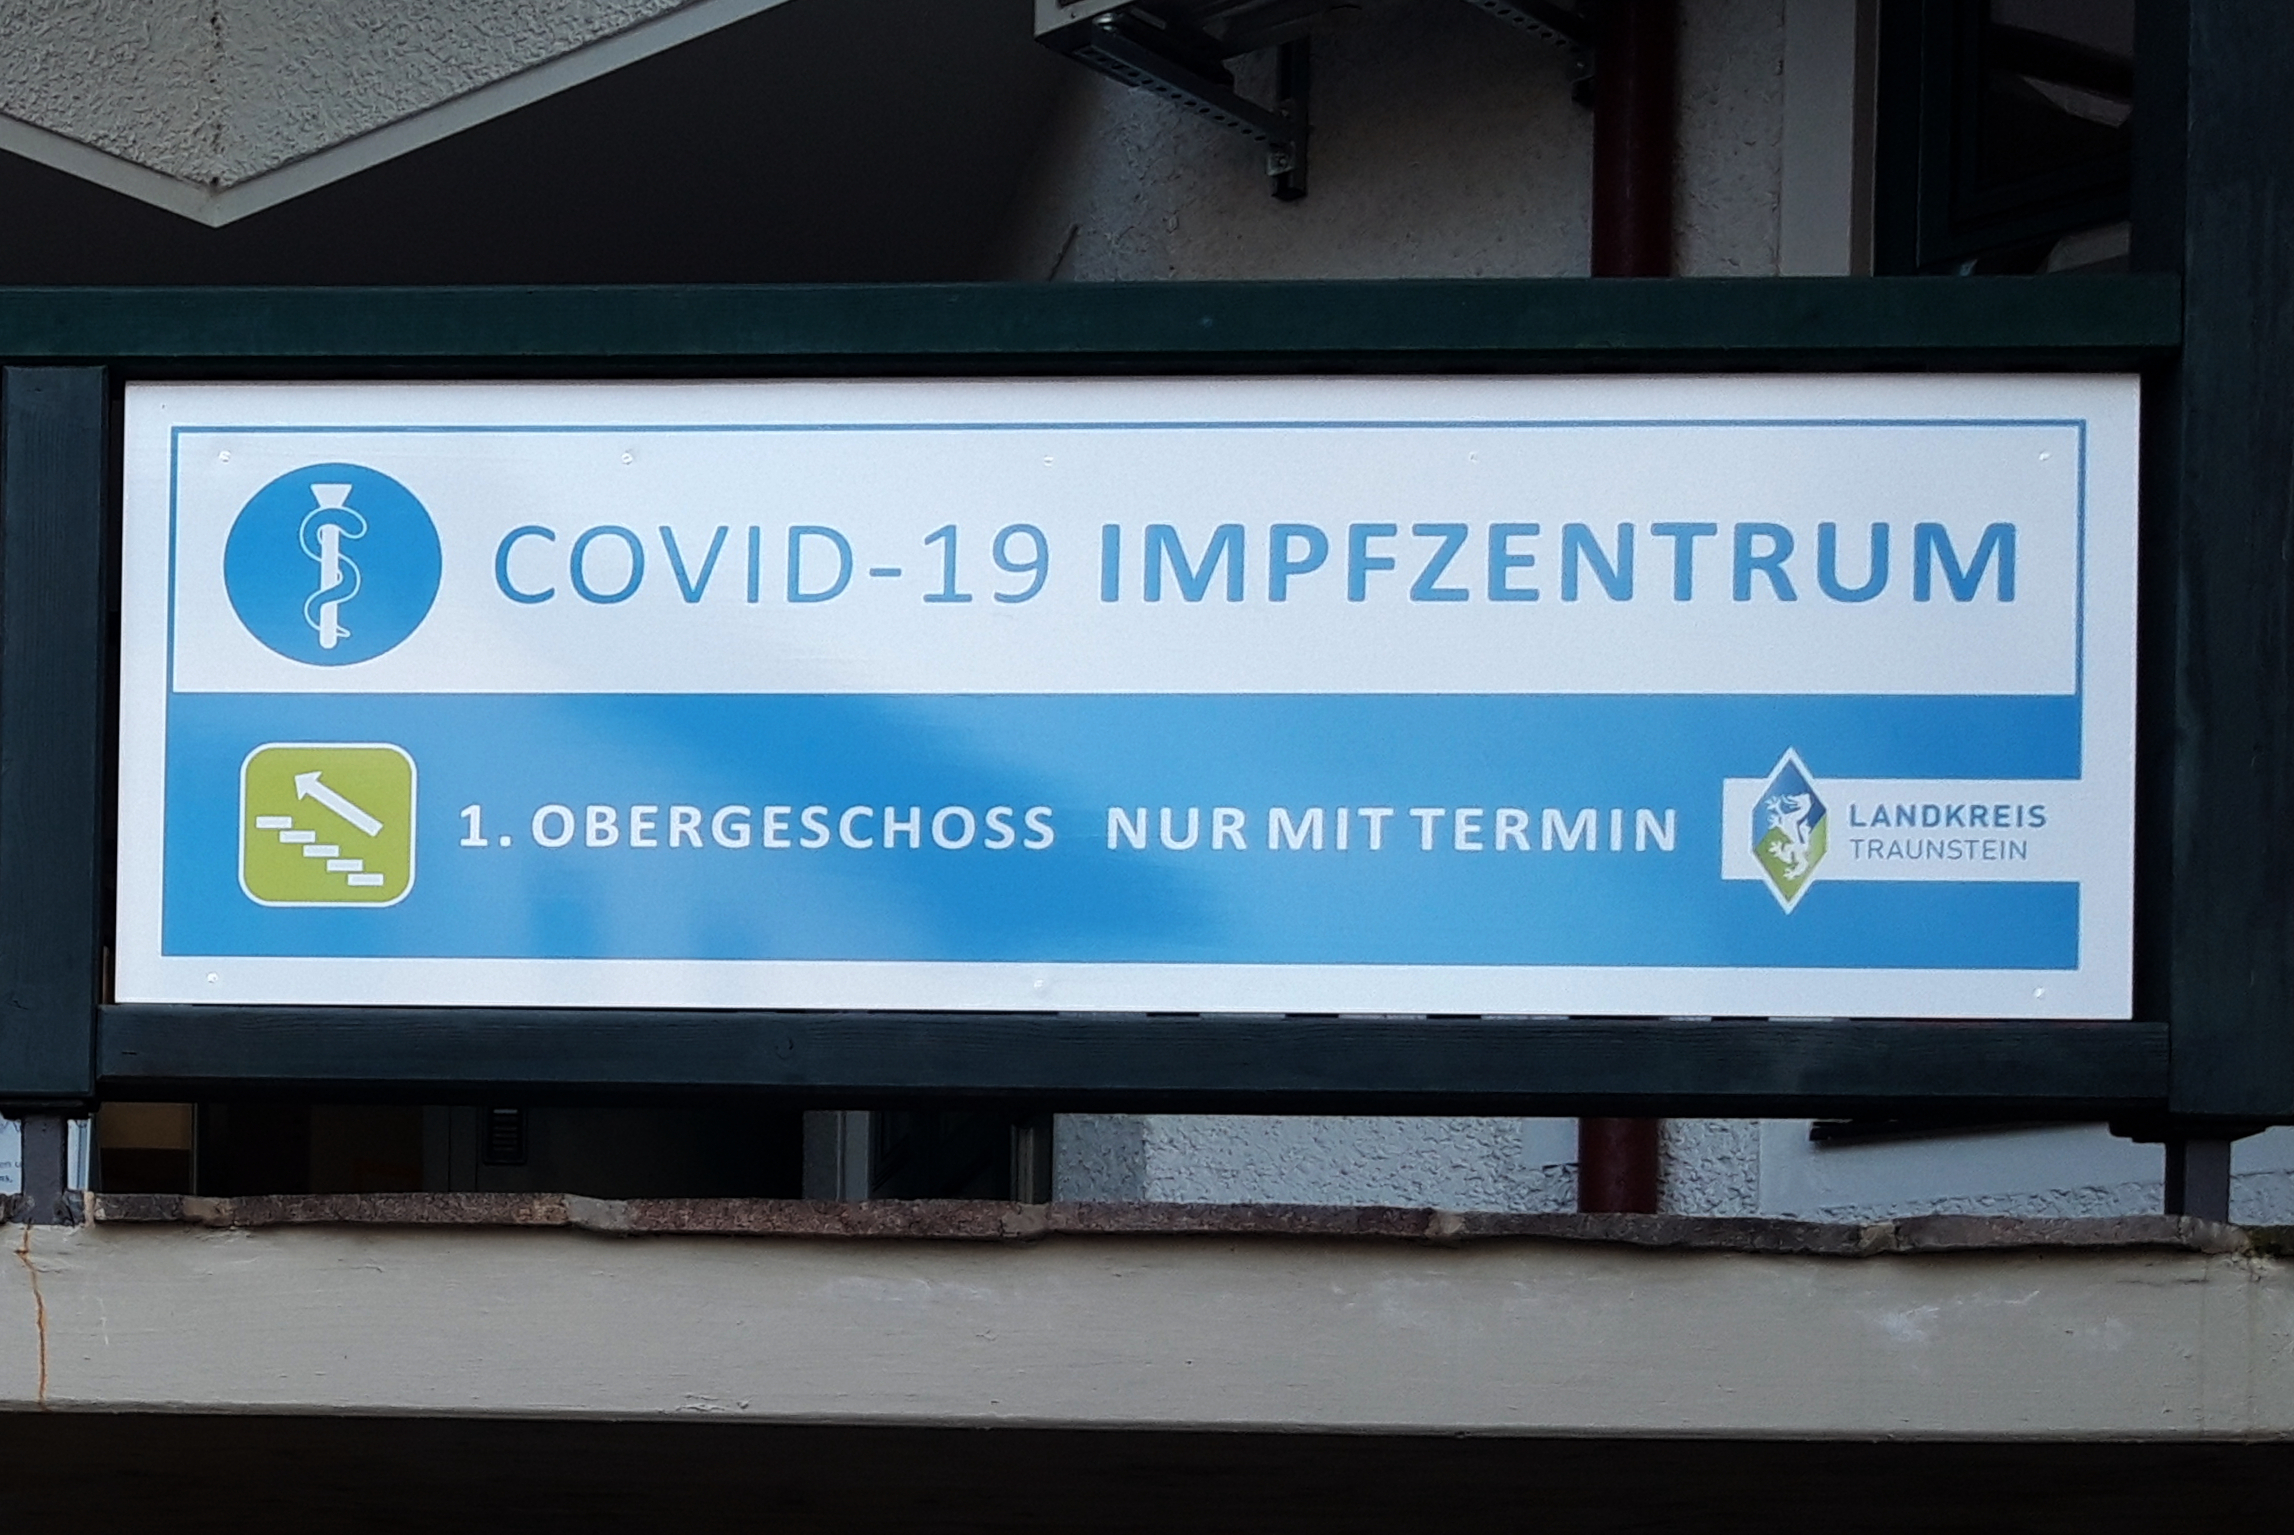 COVID-19 IMPFZENTRUM
1. OBERGESCHOSS NUR MIT TERMIN
LANDKREIS
TRAUNSTEIN